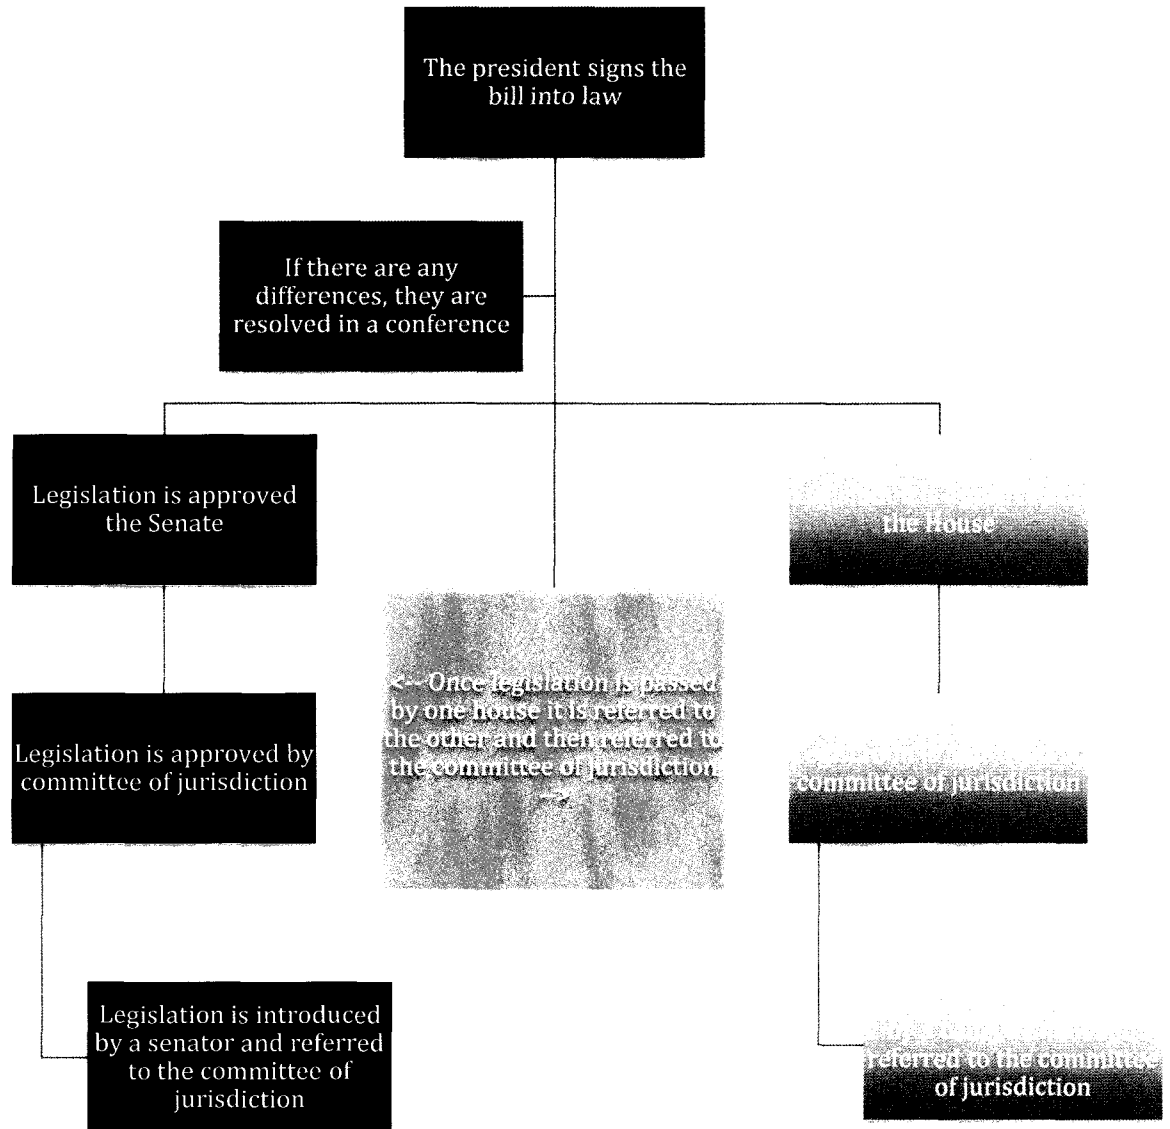 The president signs the
bill into law
If there are any
differences, they are
resolved in a conference
Legislation is approved
the Senate
the House
<---Once legislation is passed
by one house it is referred to
the other and then referred to
the committee of jurisdiction
--->
Legislation is approved by
committee of jurisdiction
committee of jurisdiction
Legislation is introduced
by a senator and referred
to the committee of
jurisdiction
referred to the committee
of jurisdiction